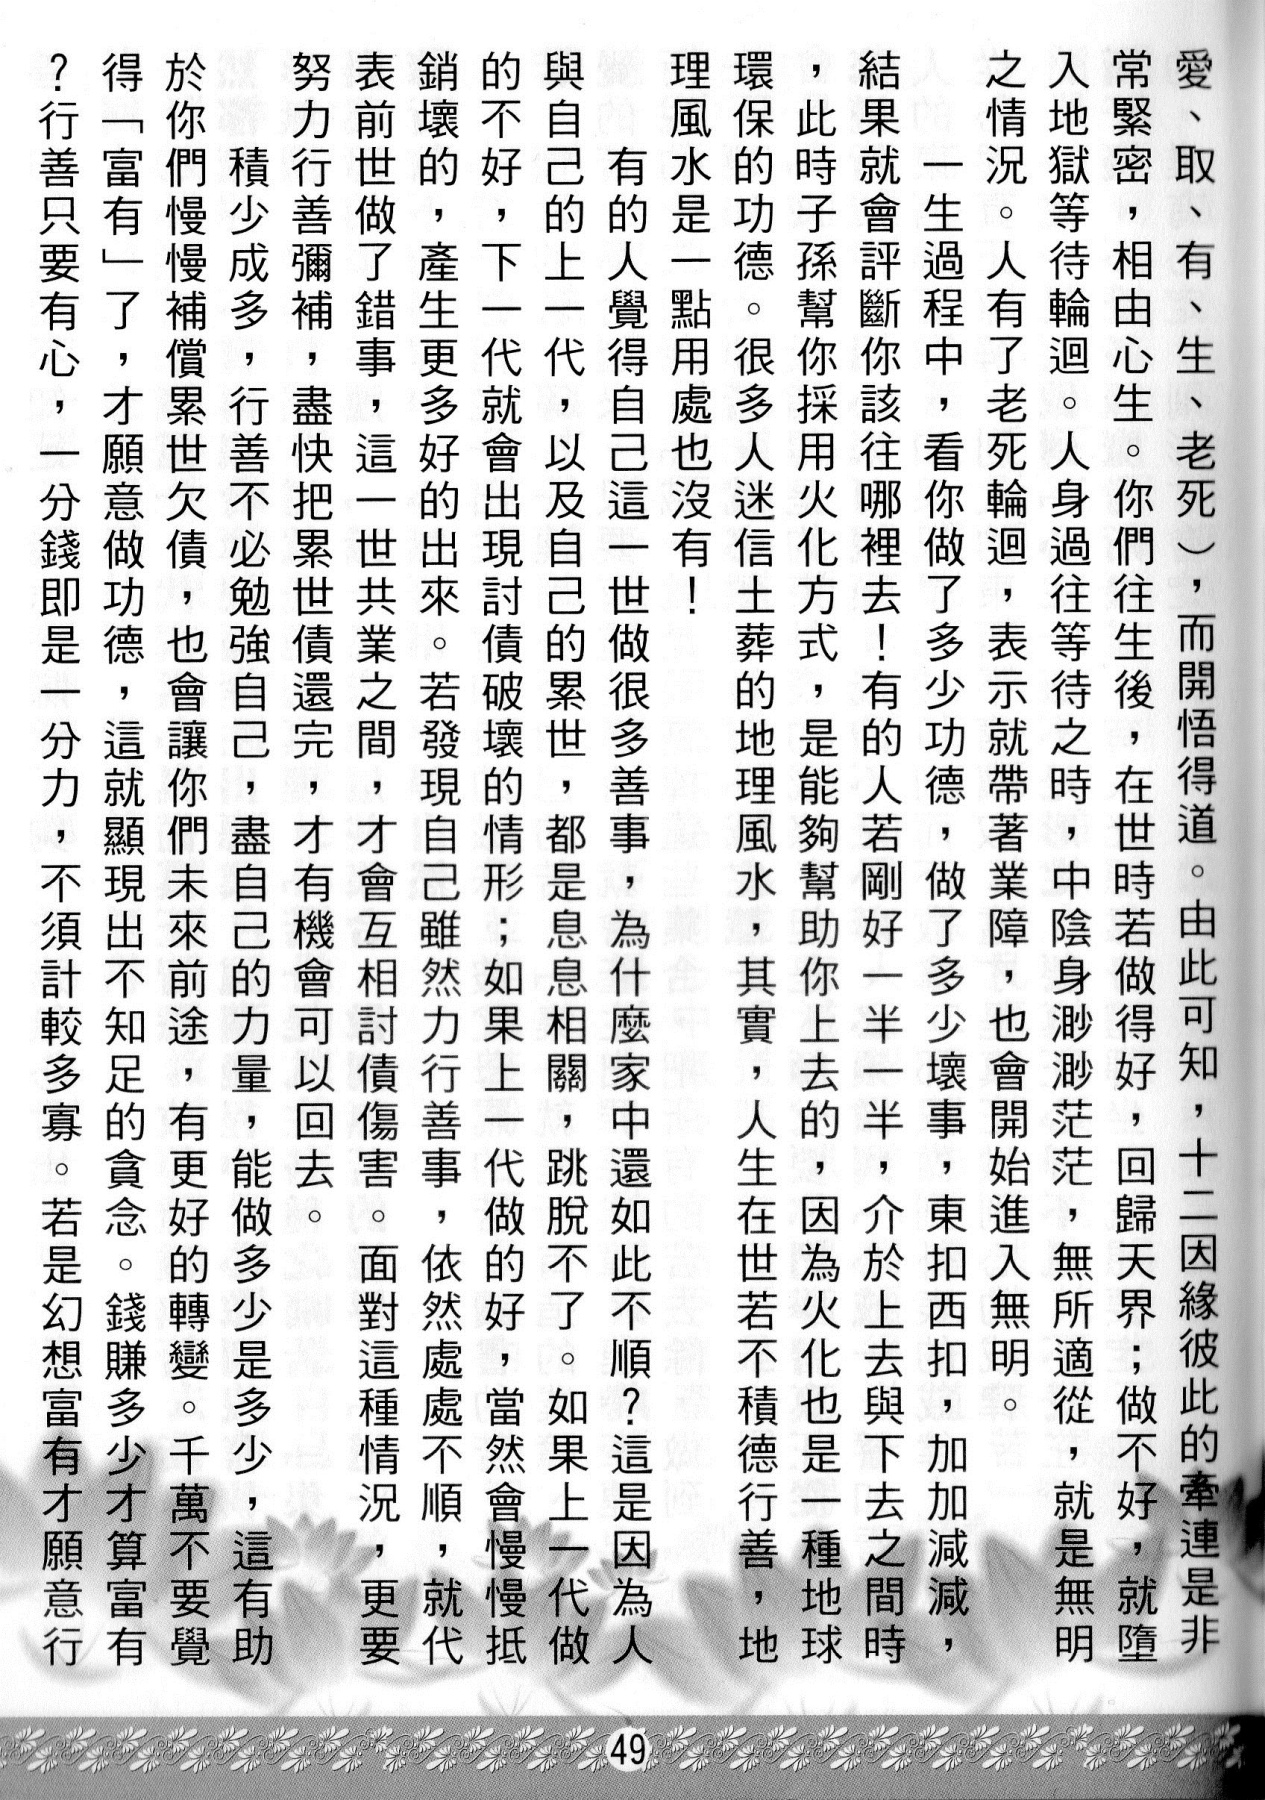 愛、取、有、生、老死），而開悟得道。由此可知，十二因緣彼此的牽連是非
常緊密，相由心生。你們往生後，在世時若做得好，回歸天界；做不好，就墮
入地獄等待輪迴。人身過往等待之時，中陰身渺渺茫茫，無所適從，就是無明
之情況。人有了老死輪迴，表示就帶著業障，也會開始進入無明。
一生過程中，看你做了多少功德，做了多少壞事，東扣西扣，加加減減，
結果就會評斷你該往哪裡去！有的人若剛好一半一半，介於上去與下去之間時
，此時子孫幫你採用火化方式，是能夠幫助你上去的，因為火化也是一種地球
環保的功德。很多人迷信土葬的地理風水，其實，人生在世若不積德行善，地
理風水是一點用處也沒有！
有的人覺得自己這一世做很多善事，為什麼家中還如此不順？這是因為人
與自己的上一代，以及自己的累世，都是息息相關，跳脫不了。如果上一代做
的不好，下一代就會出現討債破壞的情形；如果上一代做的好，當然會慢慢抵
銷壞的，產生更多好的出來。若發現自己雖然力行善事，依然處處不順，就代
表前世做了錯事，這一世共業之間，才會互相討債傷害。面對這種情況，更要
努力行善彌補，盡快把累世債還完，才有機會可以回去。
積少成多，行善不必勉強自己，盡自己的力量，能做多少是多少，這有助
於你們慢慢補償累世欠債，也會讓你們未來前途，有更好的轉變。千萬不要覺
得「富有」了，才願意做功德，這就顯現出不知足的貪念。錢賺多少才算富有
？行善只要有心，一分錢即是一分力，不須計較多寡。若是幻想富有才願意行
49